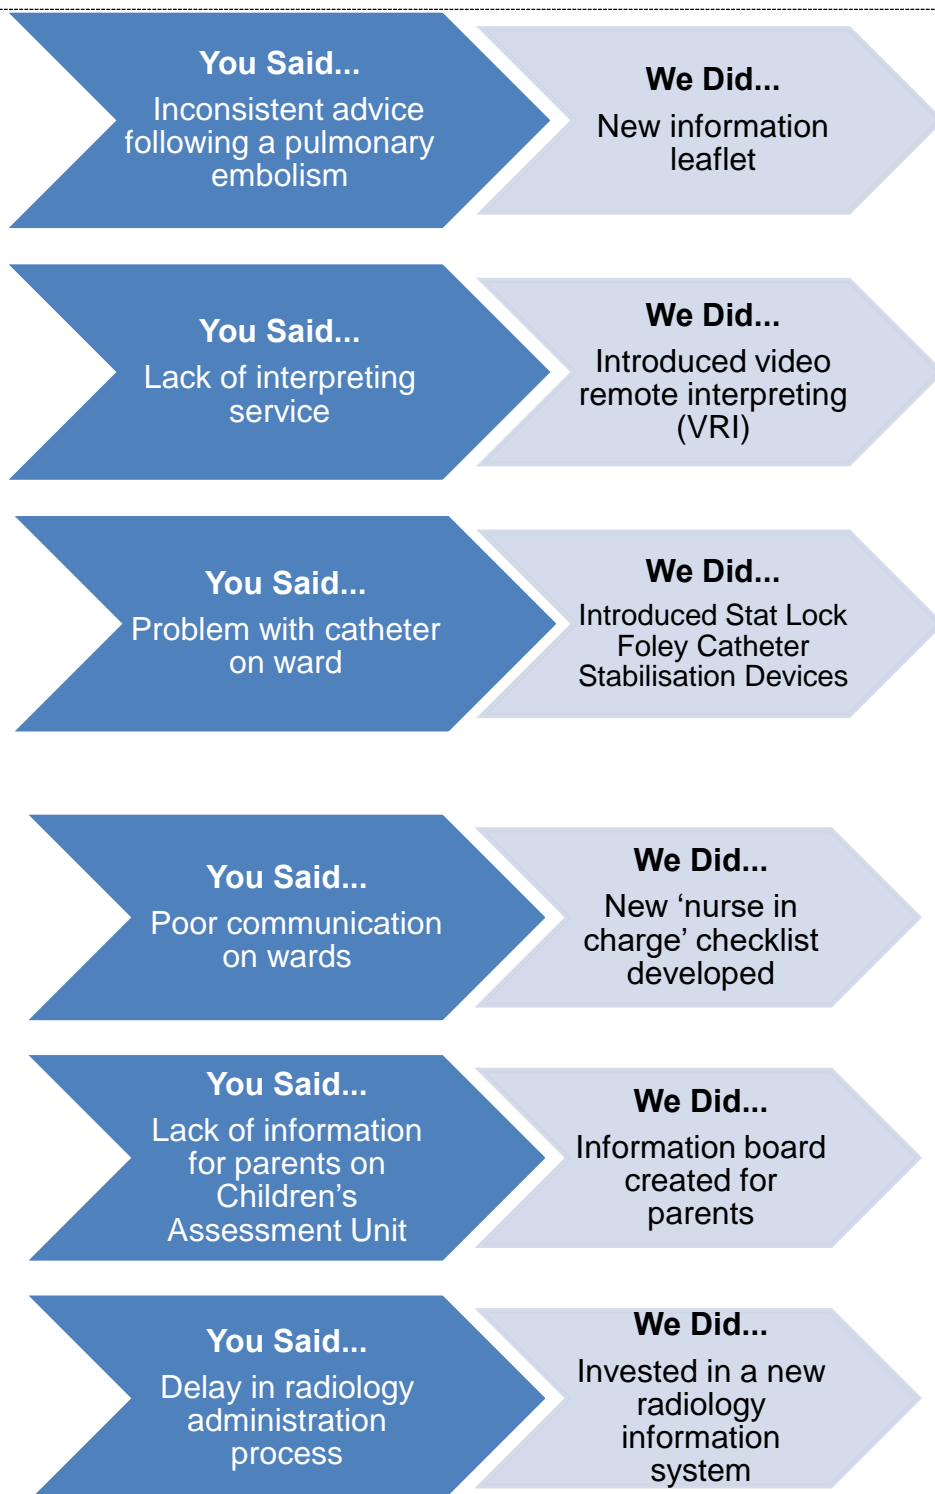 You Said...
Inconsistent advice
following a pulmonary
embolism
We Did...
New information
leaflet
You Said...
Lack of interpreting
service
We Did...
Introduced video
remote interpreting
(VRI)
You Said...
Problem with catheter
on ward
We Did...
Introduced Stat Lock
Foley Catheter
Stabilisation Devices
You Said...
Poor communication
on wards
We Did...
New ‘nurse in
charge’ checklist
developed
You Said...
Lack of information
for parents on
Children’s
Assessment Unit
We Did...
Information board
created for
parents
You Said...
Delay in radiology
administration
process
We Did...
Invested in a new
radiology
information
system